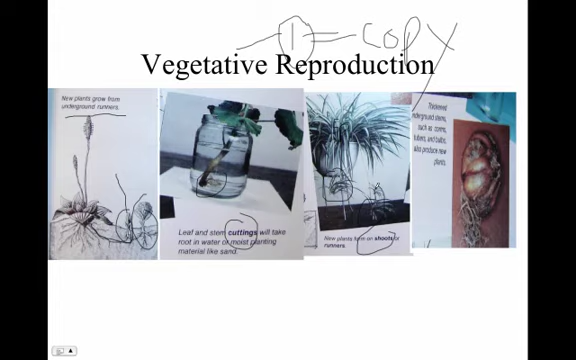 1 = COPY
Vegetative Reproduction
New plants grow from
underground runners.
Leaf and stem cuttings will take
root in water or moist planting
material like sand.
New plants form on shoots or
runners.
Thickened
underground stems,
such as corms,
tubers, and bulbs,
also produce new
plants.